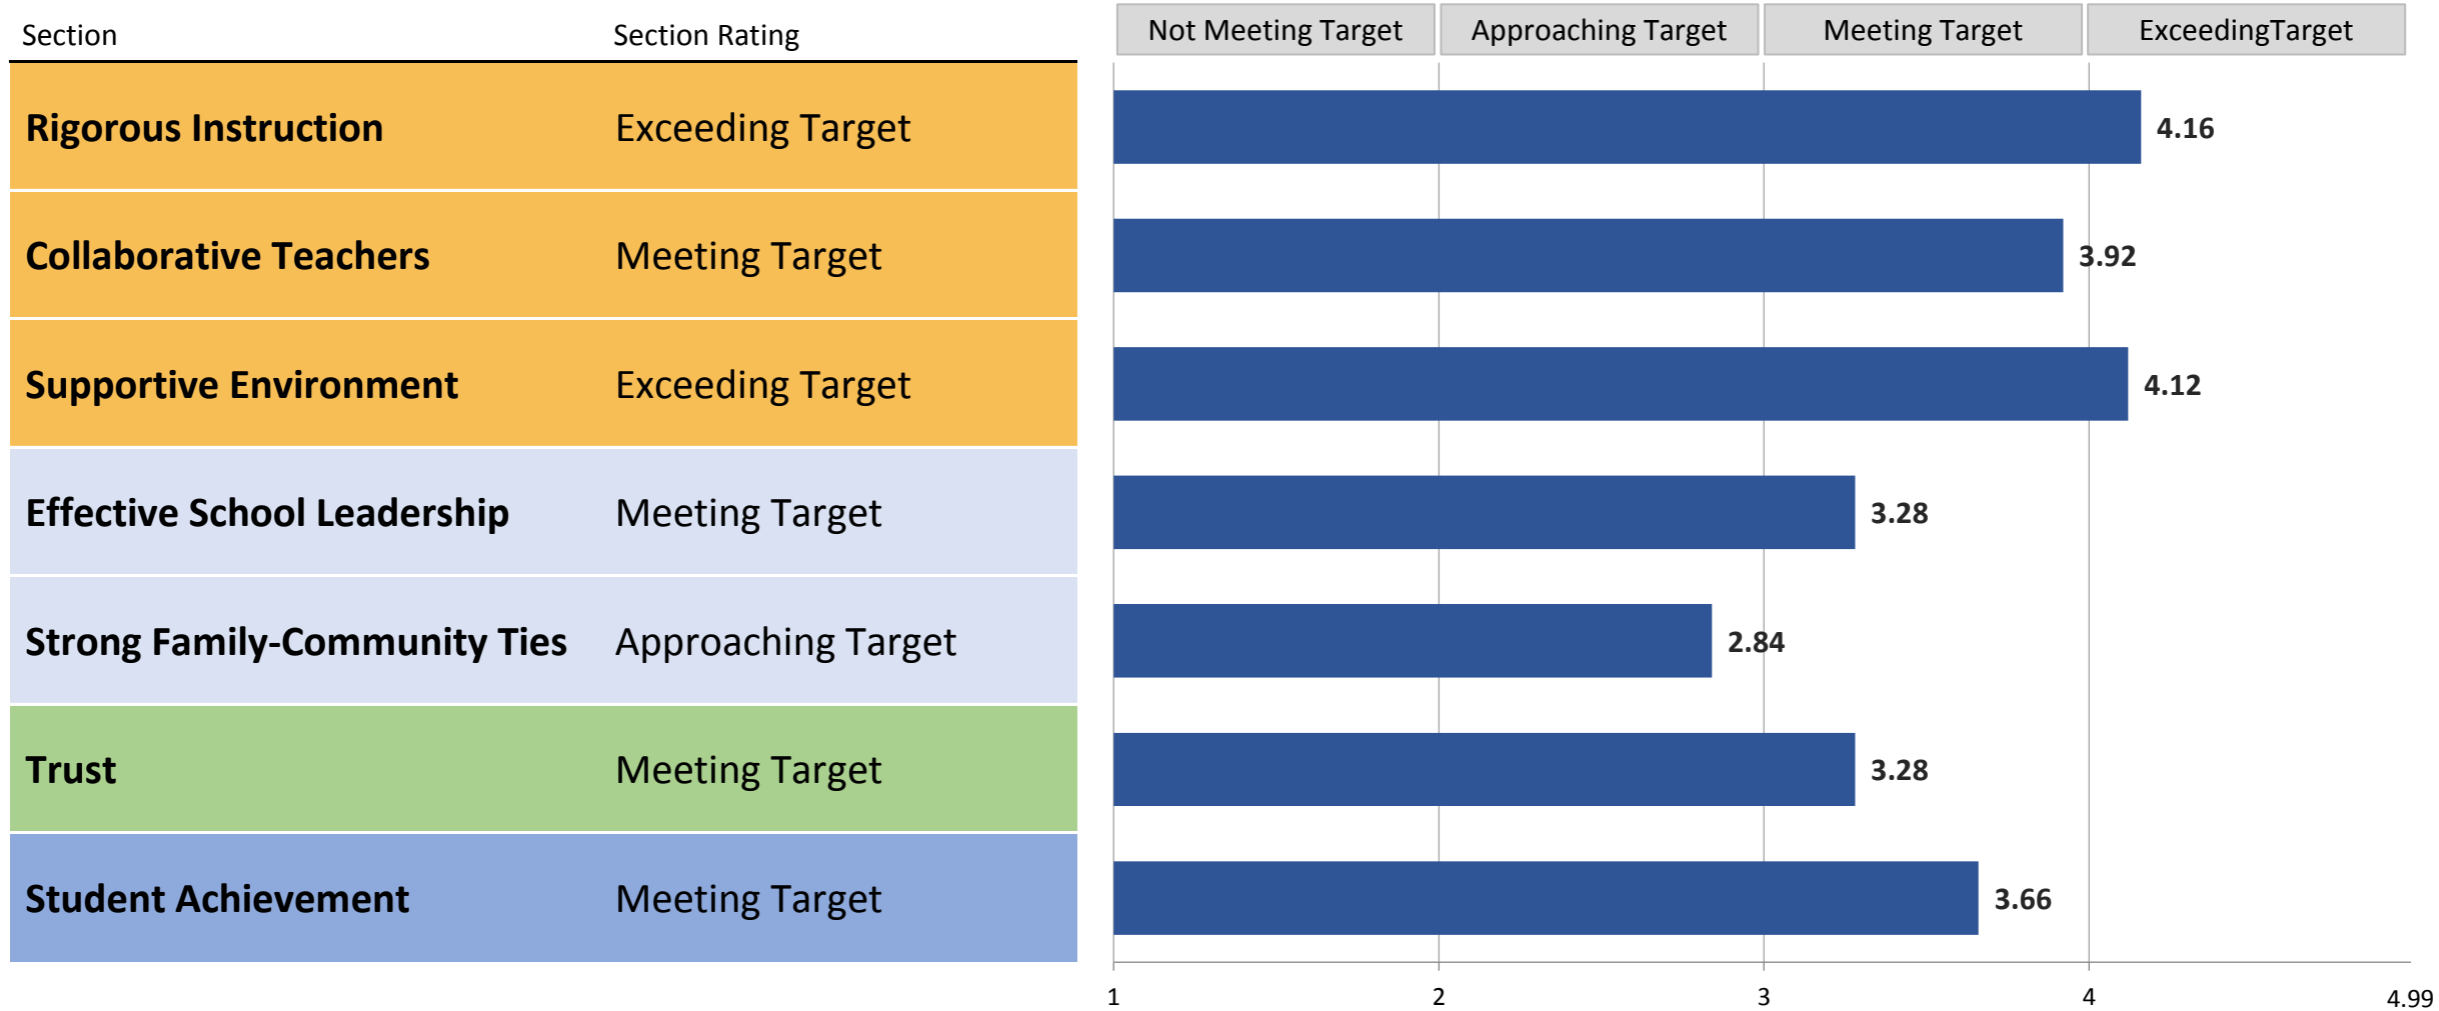 Section Section Rating Not Meeting Target Approaching Target Meeting Target ExceedingTarget
Rigorous Instruction Exceeding Target 4.16
Collaborative Teachers Meeting Target 3.92
Supportive Environment Exceeding Target 4.12
Effective School Leadership Meeting Target 3.28
Strong Family-Community Ties Approaching Target 2.84
Trust Meeting Target 3.28
Student Achievement Meeting Target 3.66
1 2 3 4 4.99